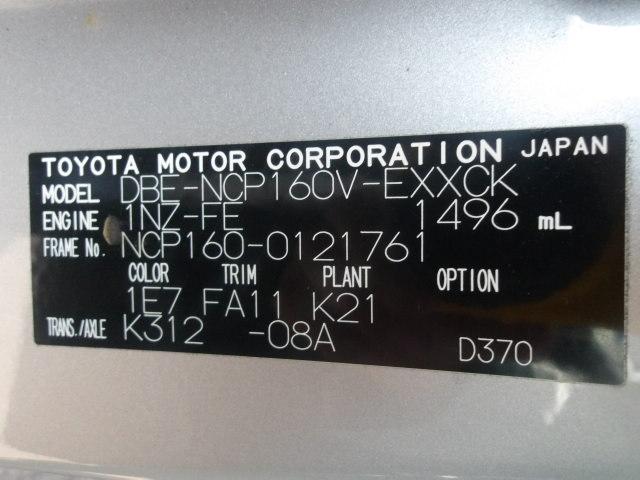 TOYOTA MOTOR CORPORATION JAPAN
MODEL DBE-NCP160V-EXXCK
ENGINE 1NZ-FE 1496 mL
FRAME No. NCP160-0121761
COLOR TRIM PLANT OPTION
1E7 FA11 K21
TRANS./AXLE K312 -08A D370